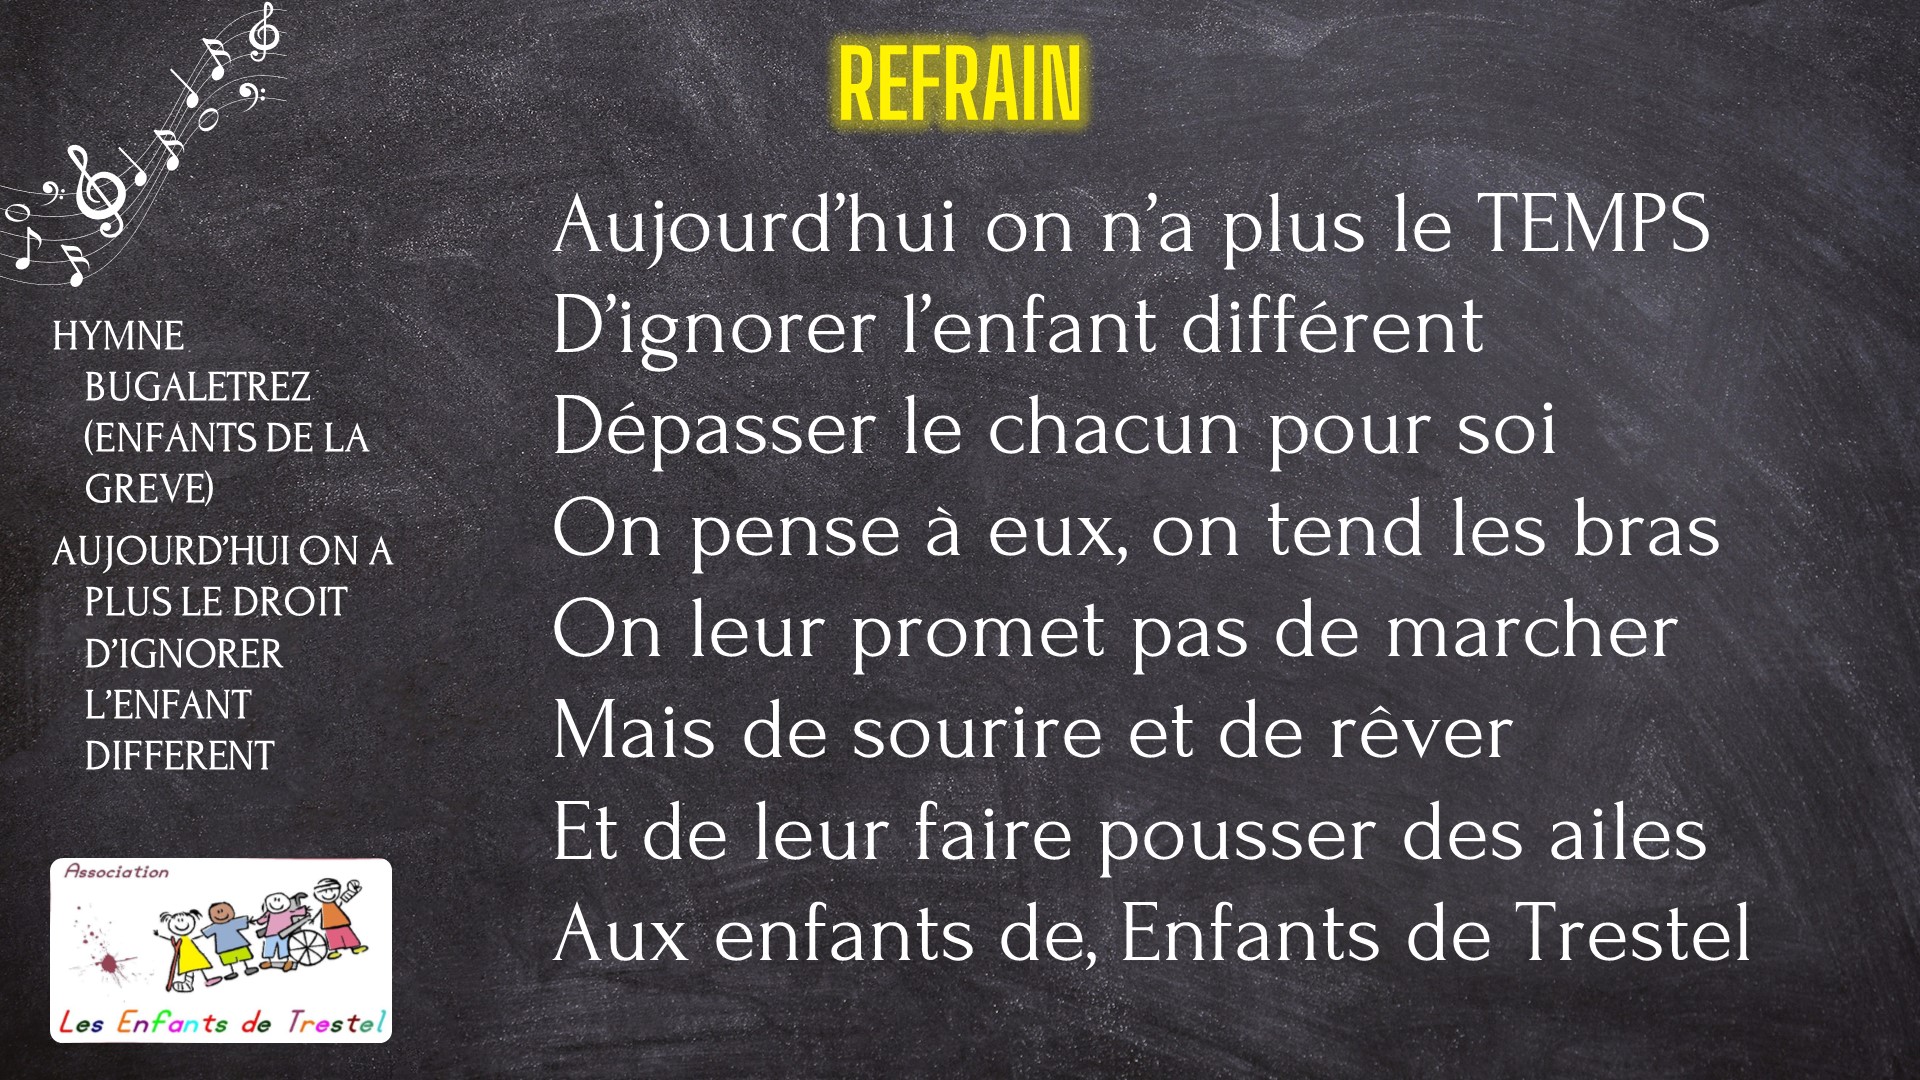 REFRAIN
Aujourd’hui on n’a plus le TEMPS
D’ignorer l’enfant différent
Dépasser le chacun pour soi
On pense à eux, on tend les bras
On leur promet pas de marcher
Mais de sourire et de rêver
Et de leur faire pousser des ailes
Aux enfants de, Enfants de Trestel
HYMNE
BUGALETREZ
(ENFANTS DE LA
GREVE)
AUJOURD’HUI ON A
PLUS LE DROIT
D’IGNORER
L’ENFANT
DIFFERENT
Association
Les Enfants de Trestel